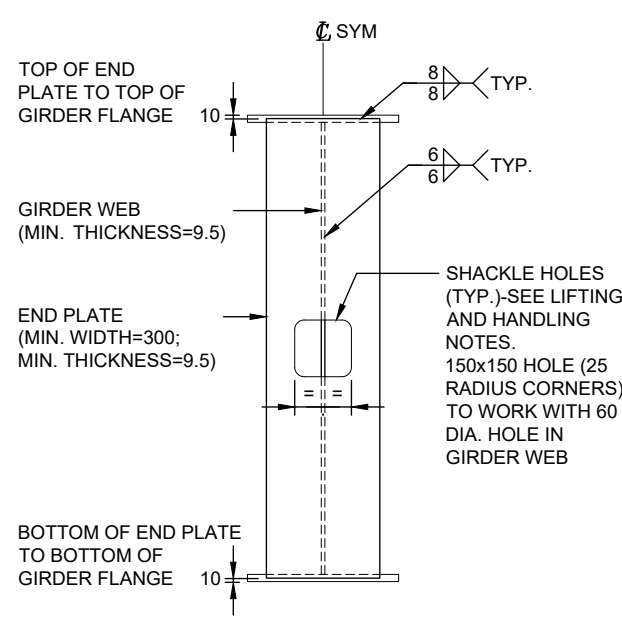 ℄ SYM
TOP OF END
PLATE TO TOP OF
GIRDER FLANGE
10
8
8
TYP.
6
6
TYP.
GIRDER WEB
(MIN. THICKNESS=9.5)
END PLATE
(MIN. WIDTH=300;
MIN. THICKNESS=9.5)
SHACKLE HOLES
(TYP.)-SEE LIFTING
AND HANDLING
NOTES.
150x150 HOLE (25
RADIUS CORNERS)
TO WORK WITH 60
DIA. HOLE IN
GIRDER WEB
= =
BOTTOM OF END PLATE
TO BOTTOM OF
GIRDER FLANGE
10